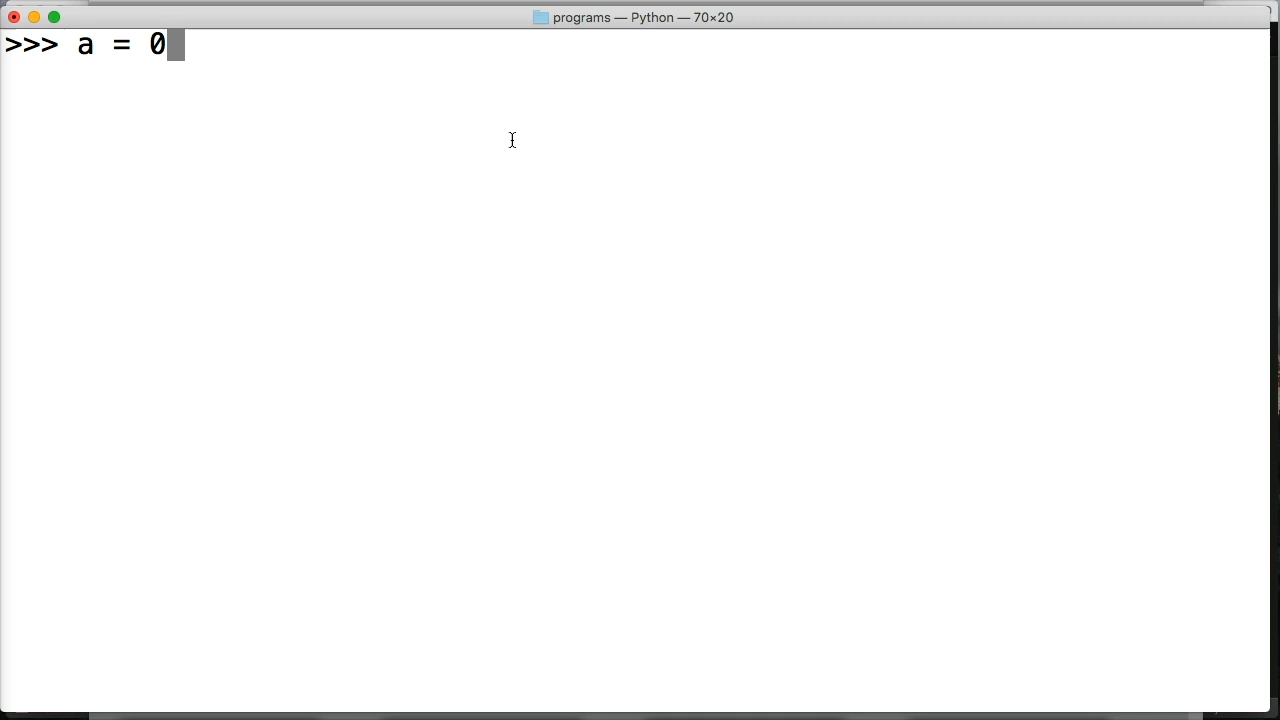 programs — Python — 70×20
>>> a = 0